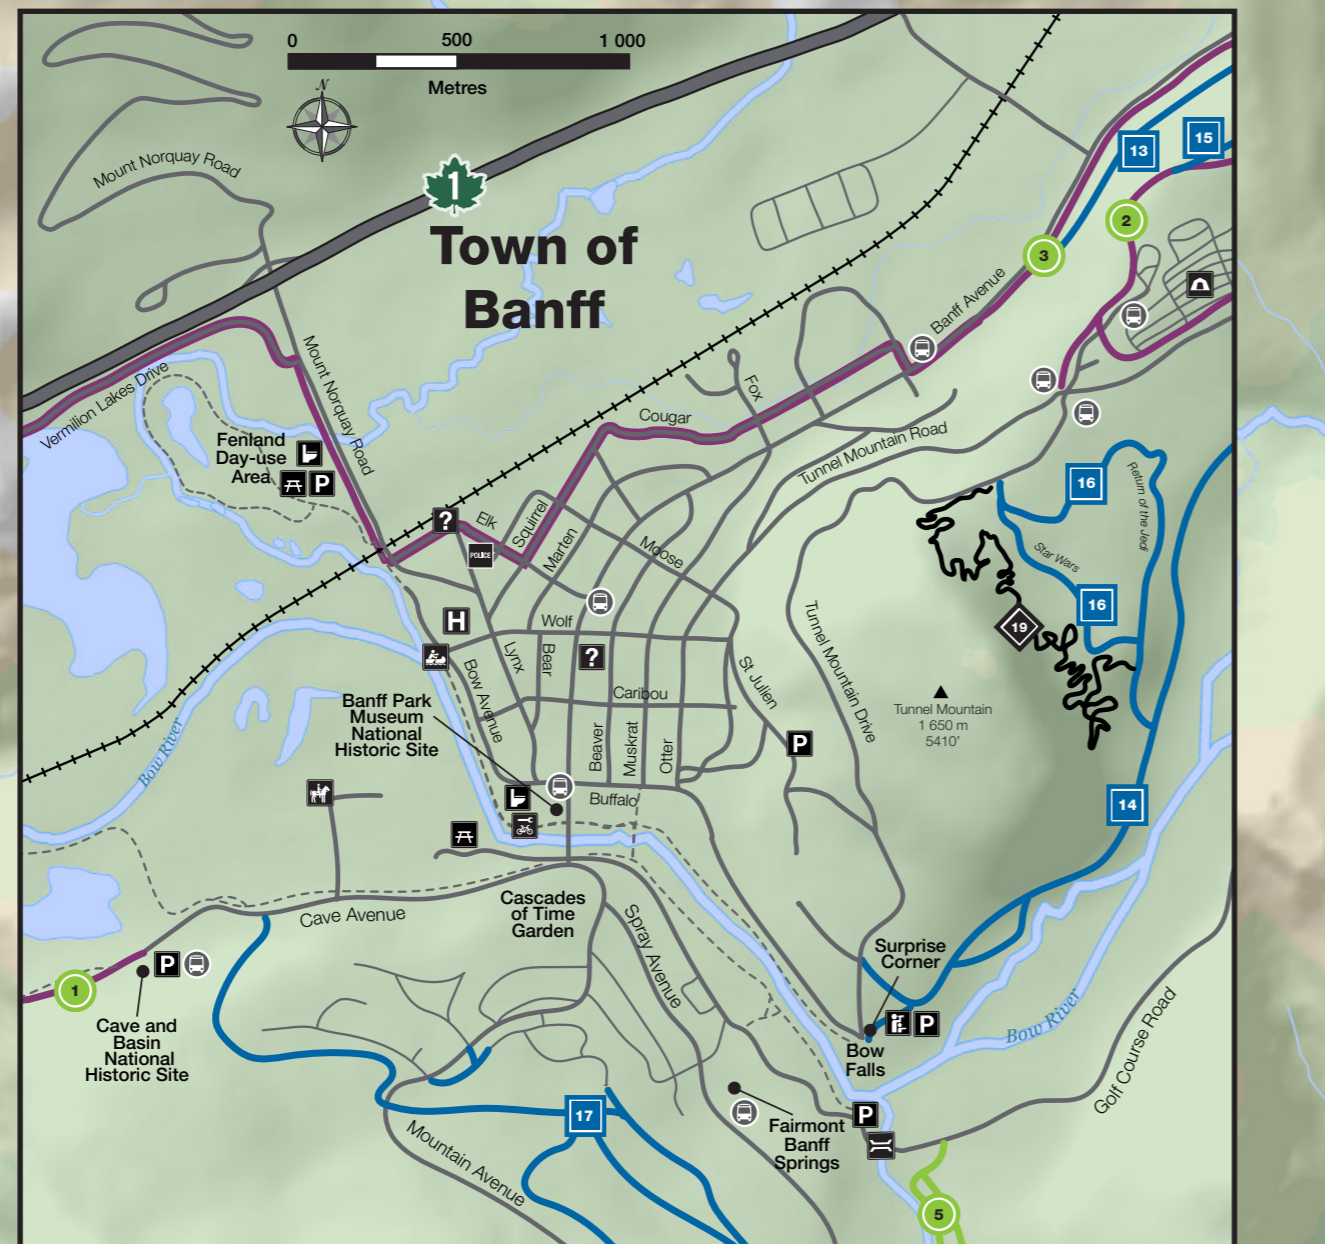 0 500 1 000
Metres
N
Mount Norquay Road
1
Town of
Banff
13
15
2
3
Banff Avenue
Vermilion Lakes Drive
Mount Norquay Road
Fenland
Day-use
Area
P
Cougar
Fox
Tunnel Mountain Road
?
Elk
POLICE
Squirrel
Marten
Moose
16
Return of the Jedi
Star Wars
16
19
H
Wolf
Lynx
Bear
?
Bow Avenue
Caribou
St Julien
Tunnel Mountain Drive
Tunnel Mountain
1 650 m
5410'
Banff Park
Museum
National
Historic Site
Beaver
Muskrat
Otter
P
Bow River
Buffalo
14
Cave Avenue
Cascades
of Time
Garden
Spray Avenue
Surprise
Corner
P
1
P
Cave and
Basin
National
Historic Site
Bow
Falls
Bow River
Golf Course Road
17
Mountain Avenue
P
Fairmont
Banff
Springs
5